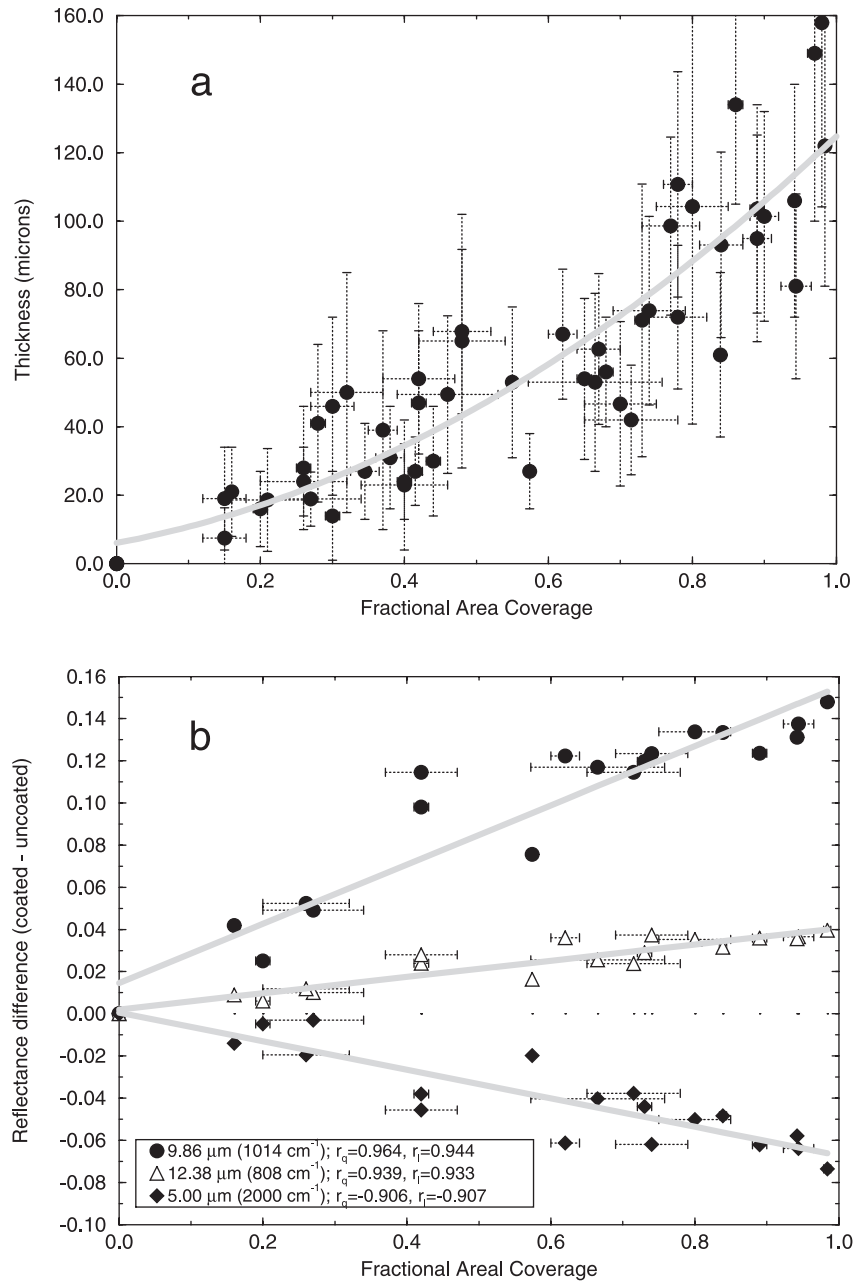 160.0
a
140.0
120.0
100.0
80.0
60.0
40.0
20.0
0.0
Thickness (microns)
0.0 0.2 0.4 0.6 0.8 1.0
Fractional Area Coverage
0.16
b
0.14
0.12
0.10
0.08
0.06
0.04
0.02
0.00
-0.02
-0.04
-0.06
-0.08
-0.10
Reflectance difference (coated - uncoated)
9.86 μm (1014 cm⁻¹); r_q=0.964, r_l=0.944
12.38 μm (808 cm⁻¹); r_q=0.939, r_l=0.933
5.00 μm (2000 cm⁻¹); r_q=-0.906, r_l=-0.907
0.0 0.2 0.4 0.6 0.8 1.0
Fractional Area Coverage